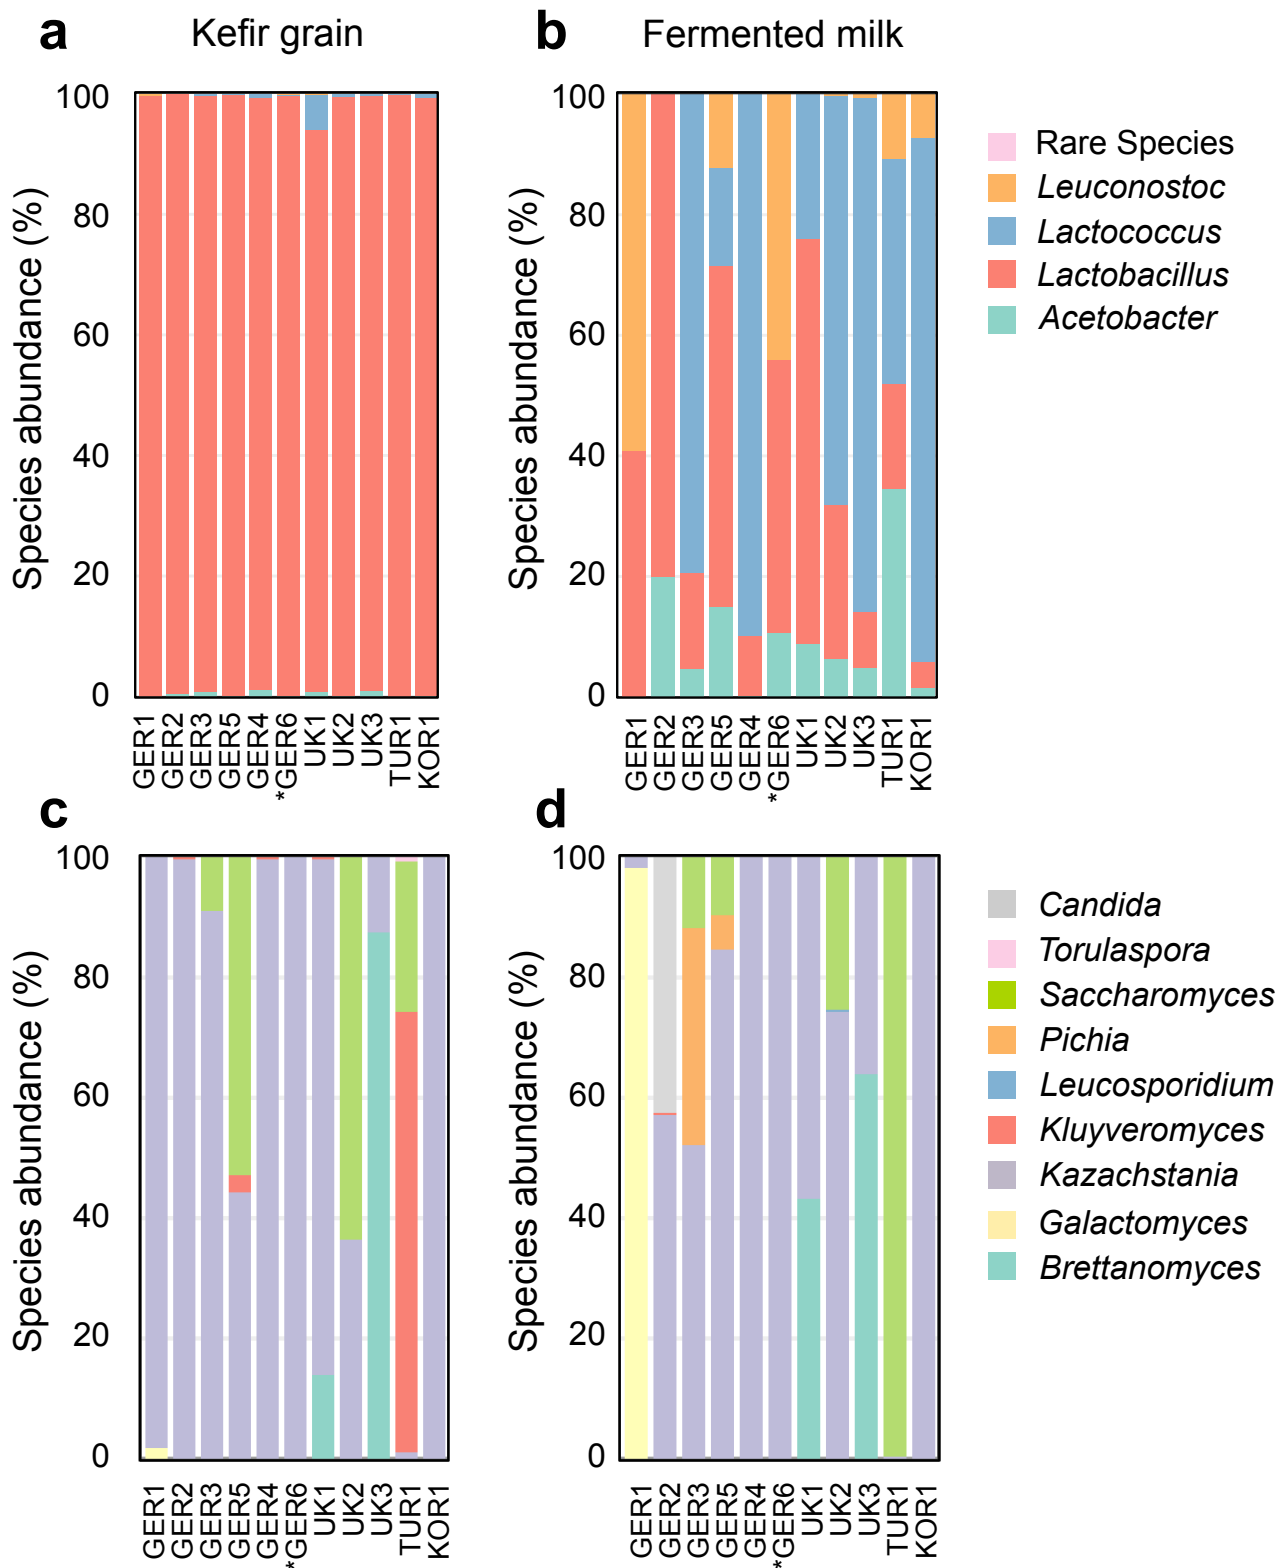 a Kefir grain
b Fermented milk
Species abundance (%)
100
80
60
40
20
0
GER1 GER2 GER3 GER5 GER4 *GER6 UK1 UK2 UK3 TUR1 KOR1
Species abundance (%)
100
80
60
40
20
0
GER1 GER2 GER3 GER5 GER4 *GER6 UK1 UK2 UK3 TUR1 KOR1
Rare Species
Leuconostoc
Lactococcus
Lactobacillus
Acetobacter
c
Species abundance (%)
100
80
60
40
20
0
GER1 GER2 GER3 GER5 GER4 *GER6 UK1 UK2 UK3 TUR1 KOR1
d
Species abundance (%)
100
80
60
40
20
0
GER1 GER2 GER3 GER5 GER4 *GER6 UK1 UK2 UK3 TUR1 KOR1
Candida
Torulaspora
Saccharomyces
Pichia
Leucosporidium
Kluyveromyces
Kazachstania
Galactomyces
Brettanomyces